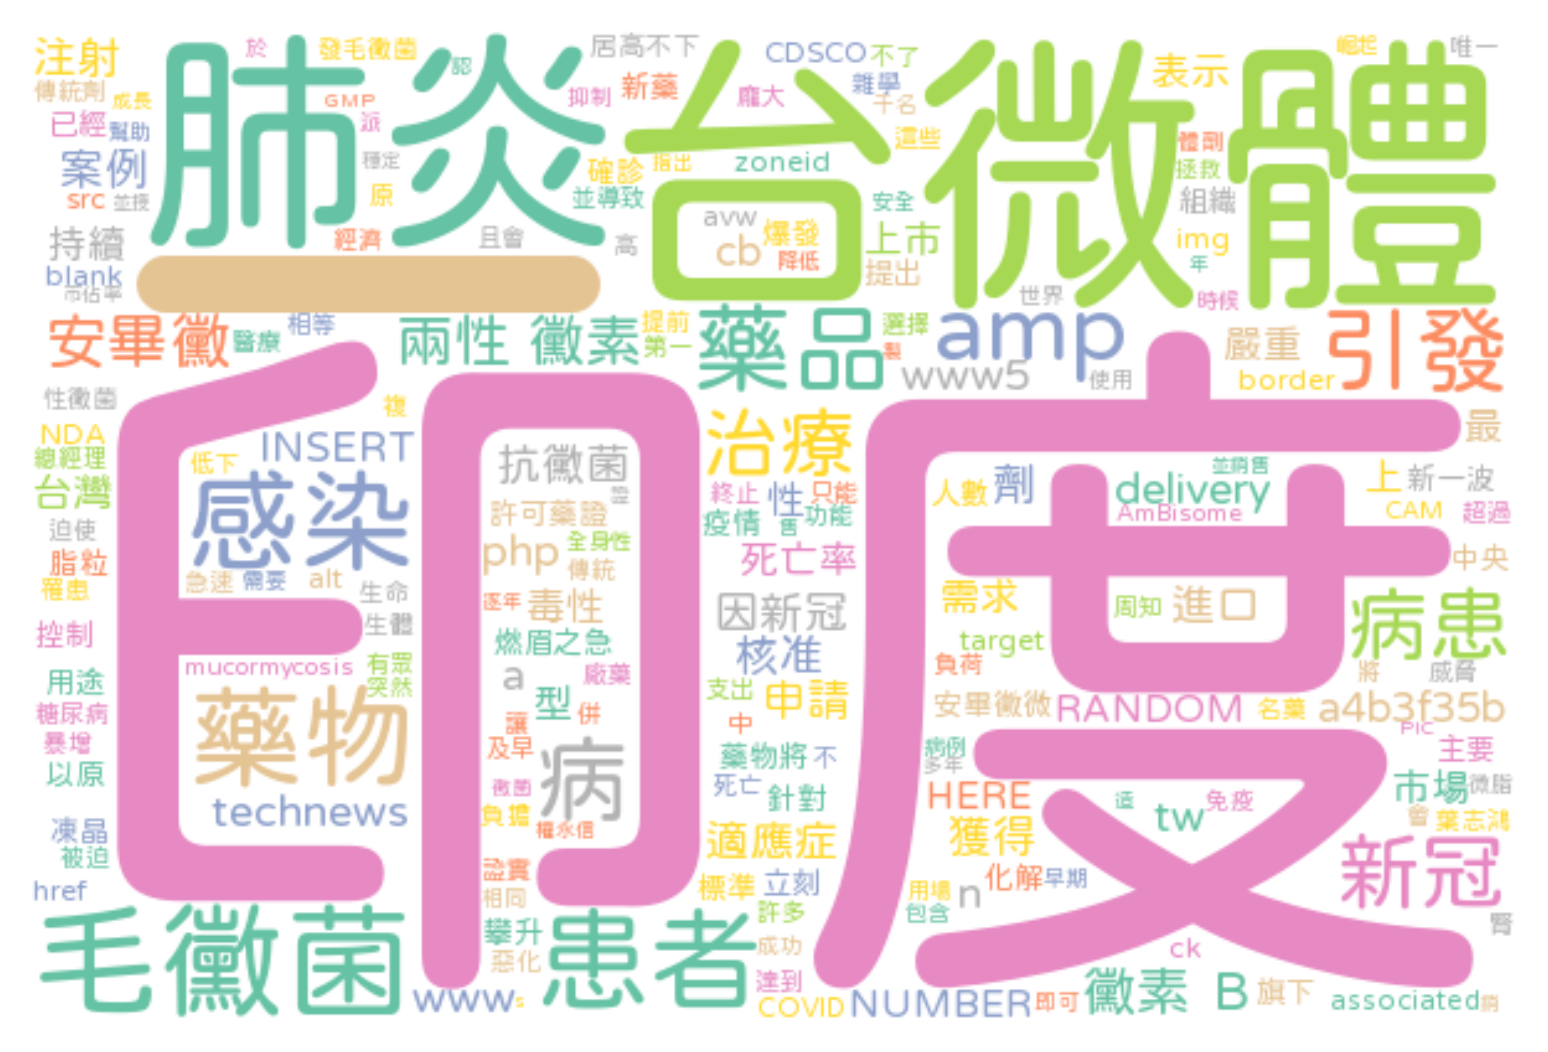 注射
於
發毛黴菌
認
居高不下
CDSCO
不了
崛起
唯一
傳統劑
成長
GMP
肺炎
抑制
新藥
龐大
雜學
千名
表示
台微體
已經
幫助
派
這些
體劑
案例
穩定
確診
指出
zoneid
拯救
src
並接
原
並導致
安全
組織
持續
經濟
且會
高
avw
cb
爆發
降低
上市
提出
img
年
blank
市佔率
一
世界
時候
安畢黴
醫療
相等
兩性 黴素
提前
第一
藥品
選擇
製
amp
www5
使用
嚴重
border
引發
性黴菌
複
印度
最
NDA
INSERT
總經理
低下
抗黴菌
治療
並銷售
台灣
感染
證
終止
性
只能
人數
劑
delivery
上
新一波
迫使
許可藥證
疫情
售
功能
AmBisome
CAM
超過
脂粒
php
全身性
傳統
死亡率
中央
罹患
急速
需要
alt
生命
逐年
毒性
因新冠
需求
周知
進口
病患
控制
生體
燃眉之急
核准
target
用途
mucormycosis
有眾
突然
a
廠藥
負荷
將
威脅
糖尿病
藥物
型
併
讓
支出
申請
中
安畢黴微
RANDOM
名藥
a4b3f35b
PIC
暴增
及早
病
藥物將
不
病例
多年
主要
以原
黴菌
死亡
針對
HERE
造
免疫
市場
微脂
technews
負擔
權永信
tw
會
葉志鴻
凍晶
適應症
獲得
被迫
盈實
新冠
href
相同
標準
立刻
用場
n
化解
早期
毛黴菌
攀升
患者
許多
包含
腎
惡化
成功
ck
www
s
達到
COVID
NUMBER
即可
黴素 B
旗下
associated
銷